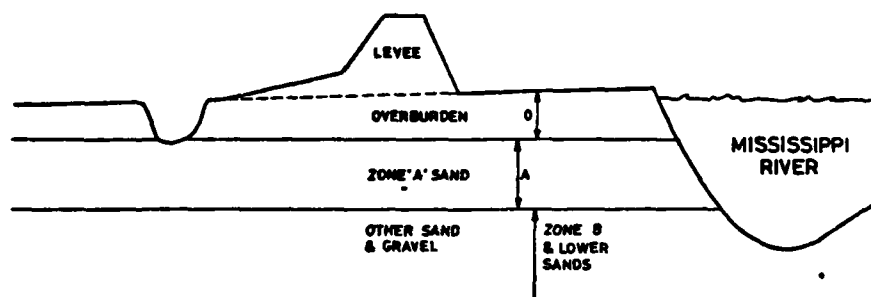 LEVEE
OVERBURDEN
O
MISSISSIPPI
RIVER
ZONE "A" SAND
A
OTHER SAND
& GRAVEL
ZONE B
& LOWER
SANDS